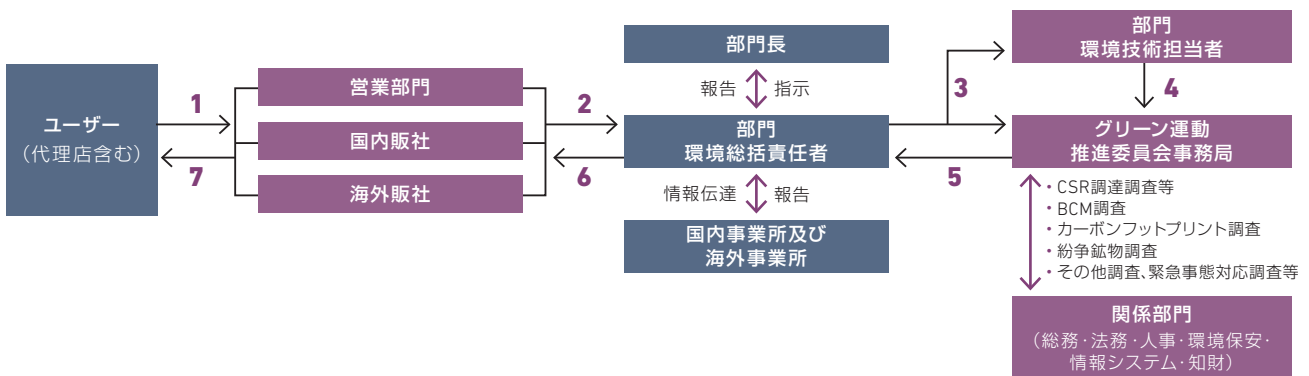 ユーザー
（代理店含む）
1
7
営業部門
国内販社
海外販社
2
6
部門長
報告
指示
部門
環境総括責任者
情報伝達
報告
国内事業所及び
海外事業所
3
5
部門
環境技術担当者
4
グリーン運動
推進委員会事務局
・CSR調達調査等
・BCM調査
・カーボンフットプリント調査
・紛争鉱物調査
・その他調査、緊急事態対応調査等
関係部門
（総務・法務・人事・環境保安・
情報システム・知財）